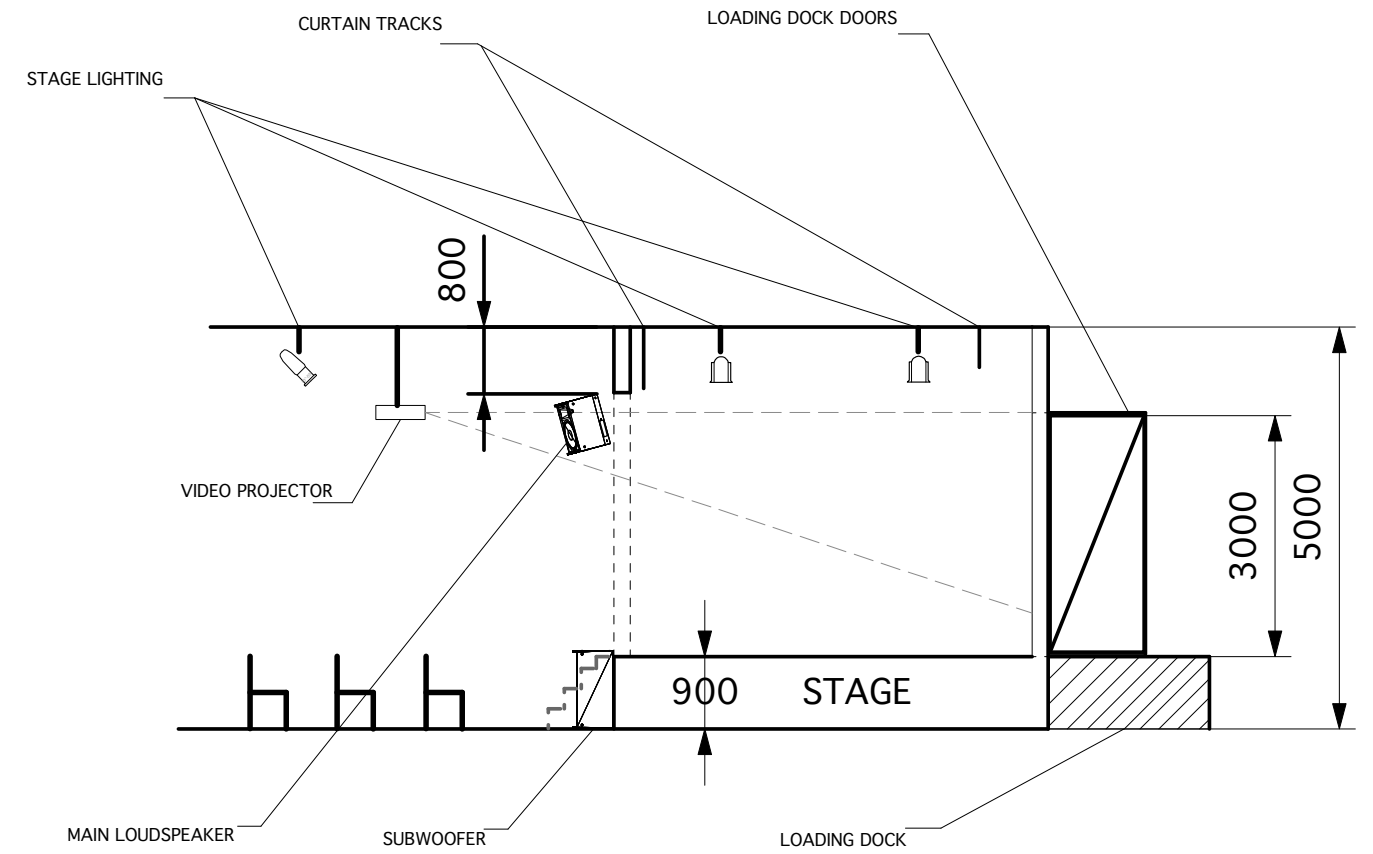 LOADING DOCK DOORS
CURTAIN TRACKS
STAGE LIGHTING
800
VIDEO PROJECTOR
3000
5000
900 STAGE
MAIN LOUDSPEAKER
SUBWOOFER
LOADING DOCK